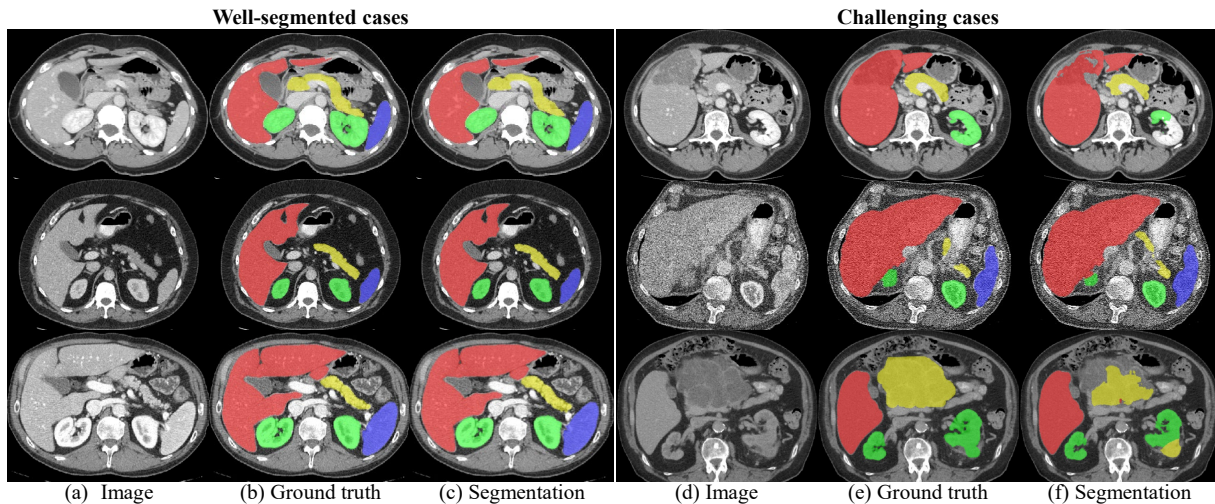 Well-segmented cases
Challenging cases
(a) Image
(b) Ground truth
(c) Segmentation
(d) Image
(e) Ground truth
(f) Segmentation